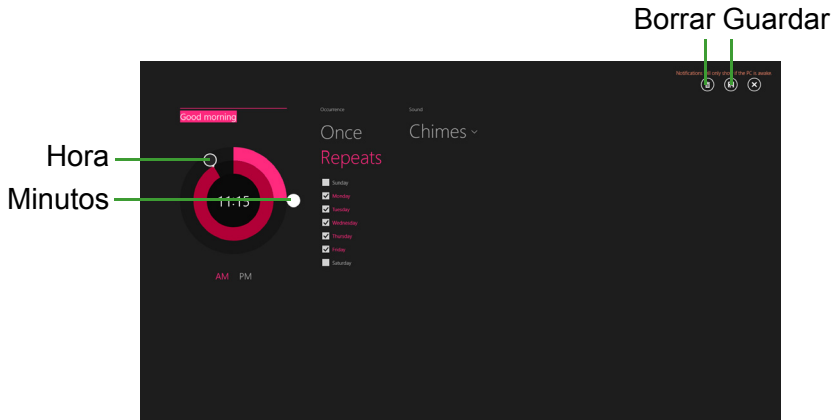 Borrar Guardar
Notifications will only show if the PC is awake
Good morning
Occurrence
Sound
Once
Chimes
Repeats
Hora
Minutos
11:15
Sunday
Monday
Tuesday
Wednesday
Thursday
Friday
Saturday
AM PM